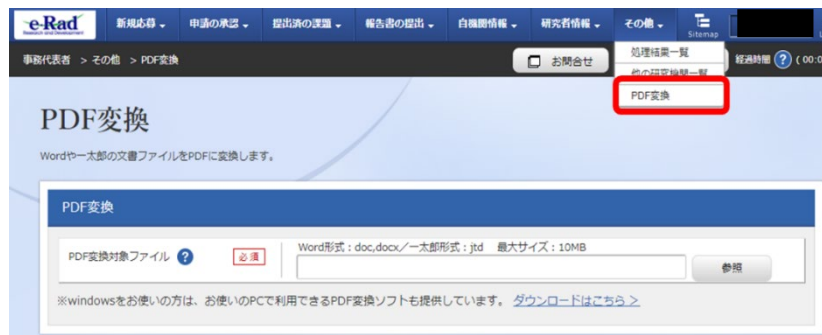 e-Rad 新規応募 申請の承認 提出済の課題 報告書の提出 自機関情報 研究者情報 その他 Sitemap
Research and Development
事務代表者 > その他 > PDF変換 お問合せ 処理結果一覧 経過時間 ? (00:0
他の研究機関一覧
PDF変換
PDF変換
Wordや一太郎の文書ファイルをPDFに変換します。
PDF変換
Word形式：doc,docx／一太郎形式：jtd 最大サイズ：10MB
PDF変換対象ファイル ? 必須 参照
※windowsをお使いの方は、お使いのPCで利用できるPDF変換ソフトも提供しています。 ダウンロードはこちら >